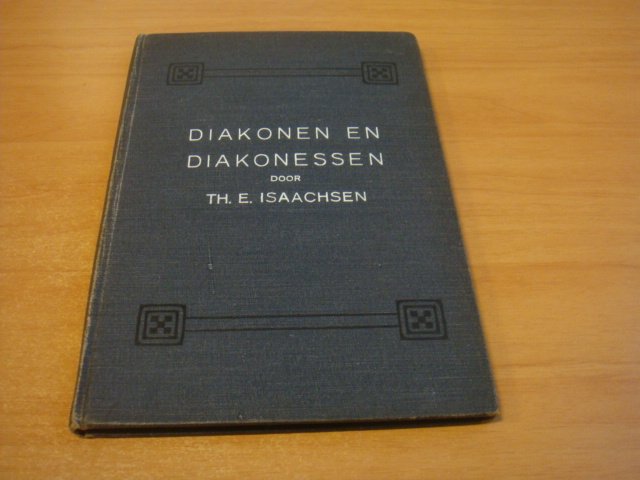 DIAKONEN EN
DIAKONESSEN
DOOR
TH. E. ISAACHSEN